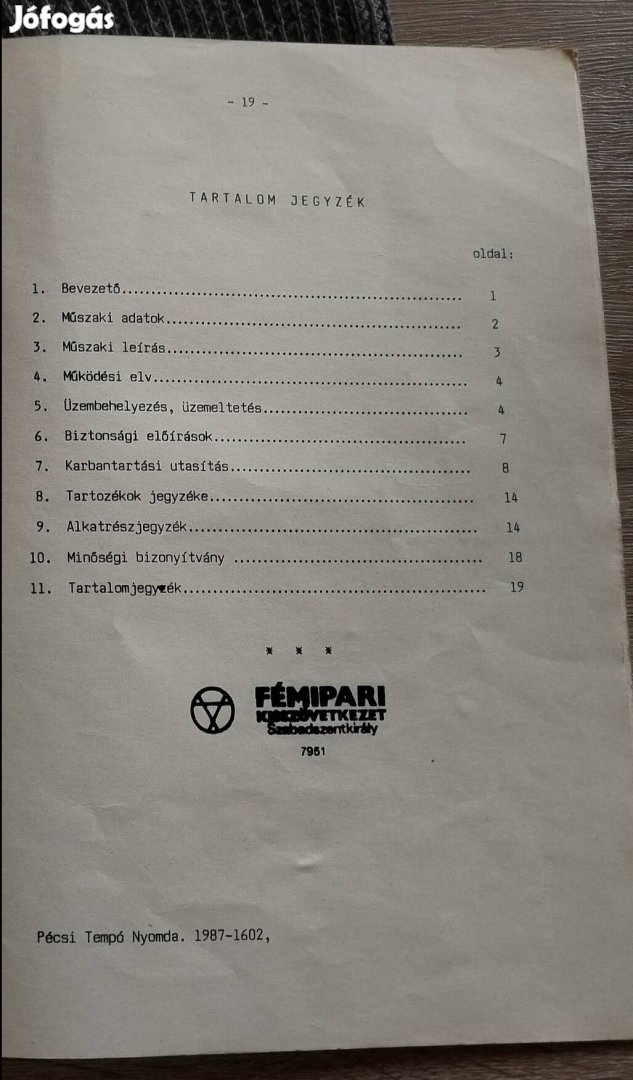 Jófogás
- 19 -
TARTALOM JEGYZÉK
oldal:
1. Bevezető.......................................................... 1
2. Műszaki adatok.................................................. 2
3. Műszaki leírás.................................................. 3
4. Működési elv..................................................... 4
5. Üzembehelyezés, üzemeltetés................................... 4
6. Biztonsági előírások........................................... 7
7. Karbantartási utasítás......................................... 8
8. Tartozékok jegyzéke............................................. 14
9. Alkatrészjegyzék................................................ 14
10. Minőségi bizonyítvány .......................................... 18
11. Tartalomjegyzék................................................... 19
* * *
FÉMIPARI
KISSZÖVETKEZET
Szabadszentkirály
7951
Pécsi Tempó Nyomda. 1987-1602,